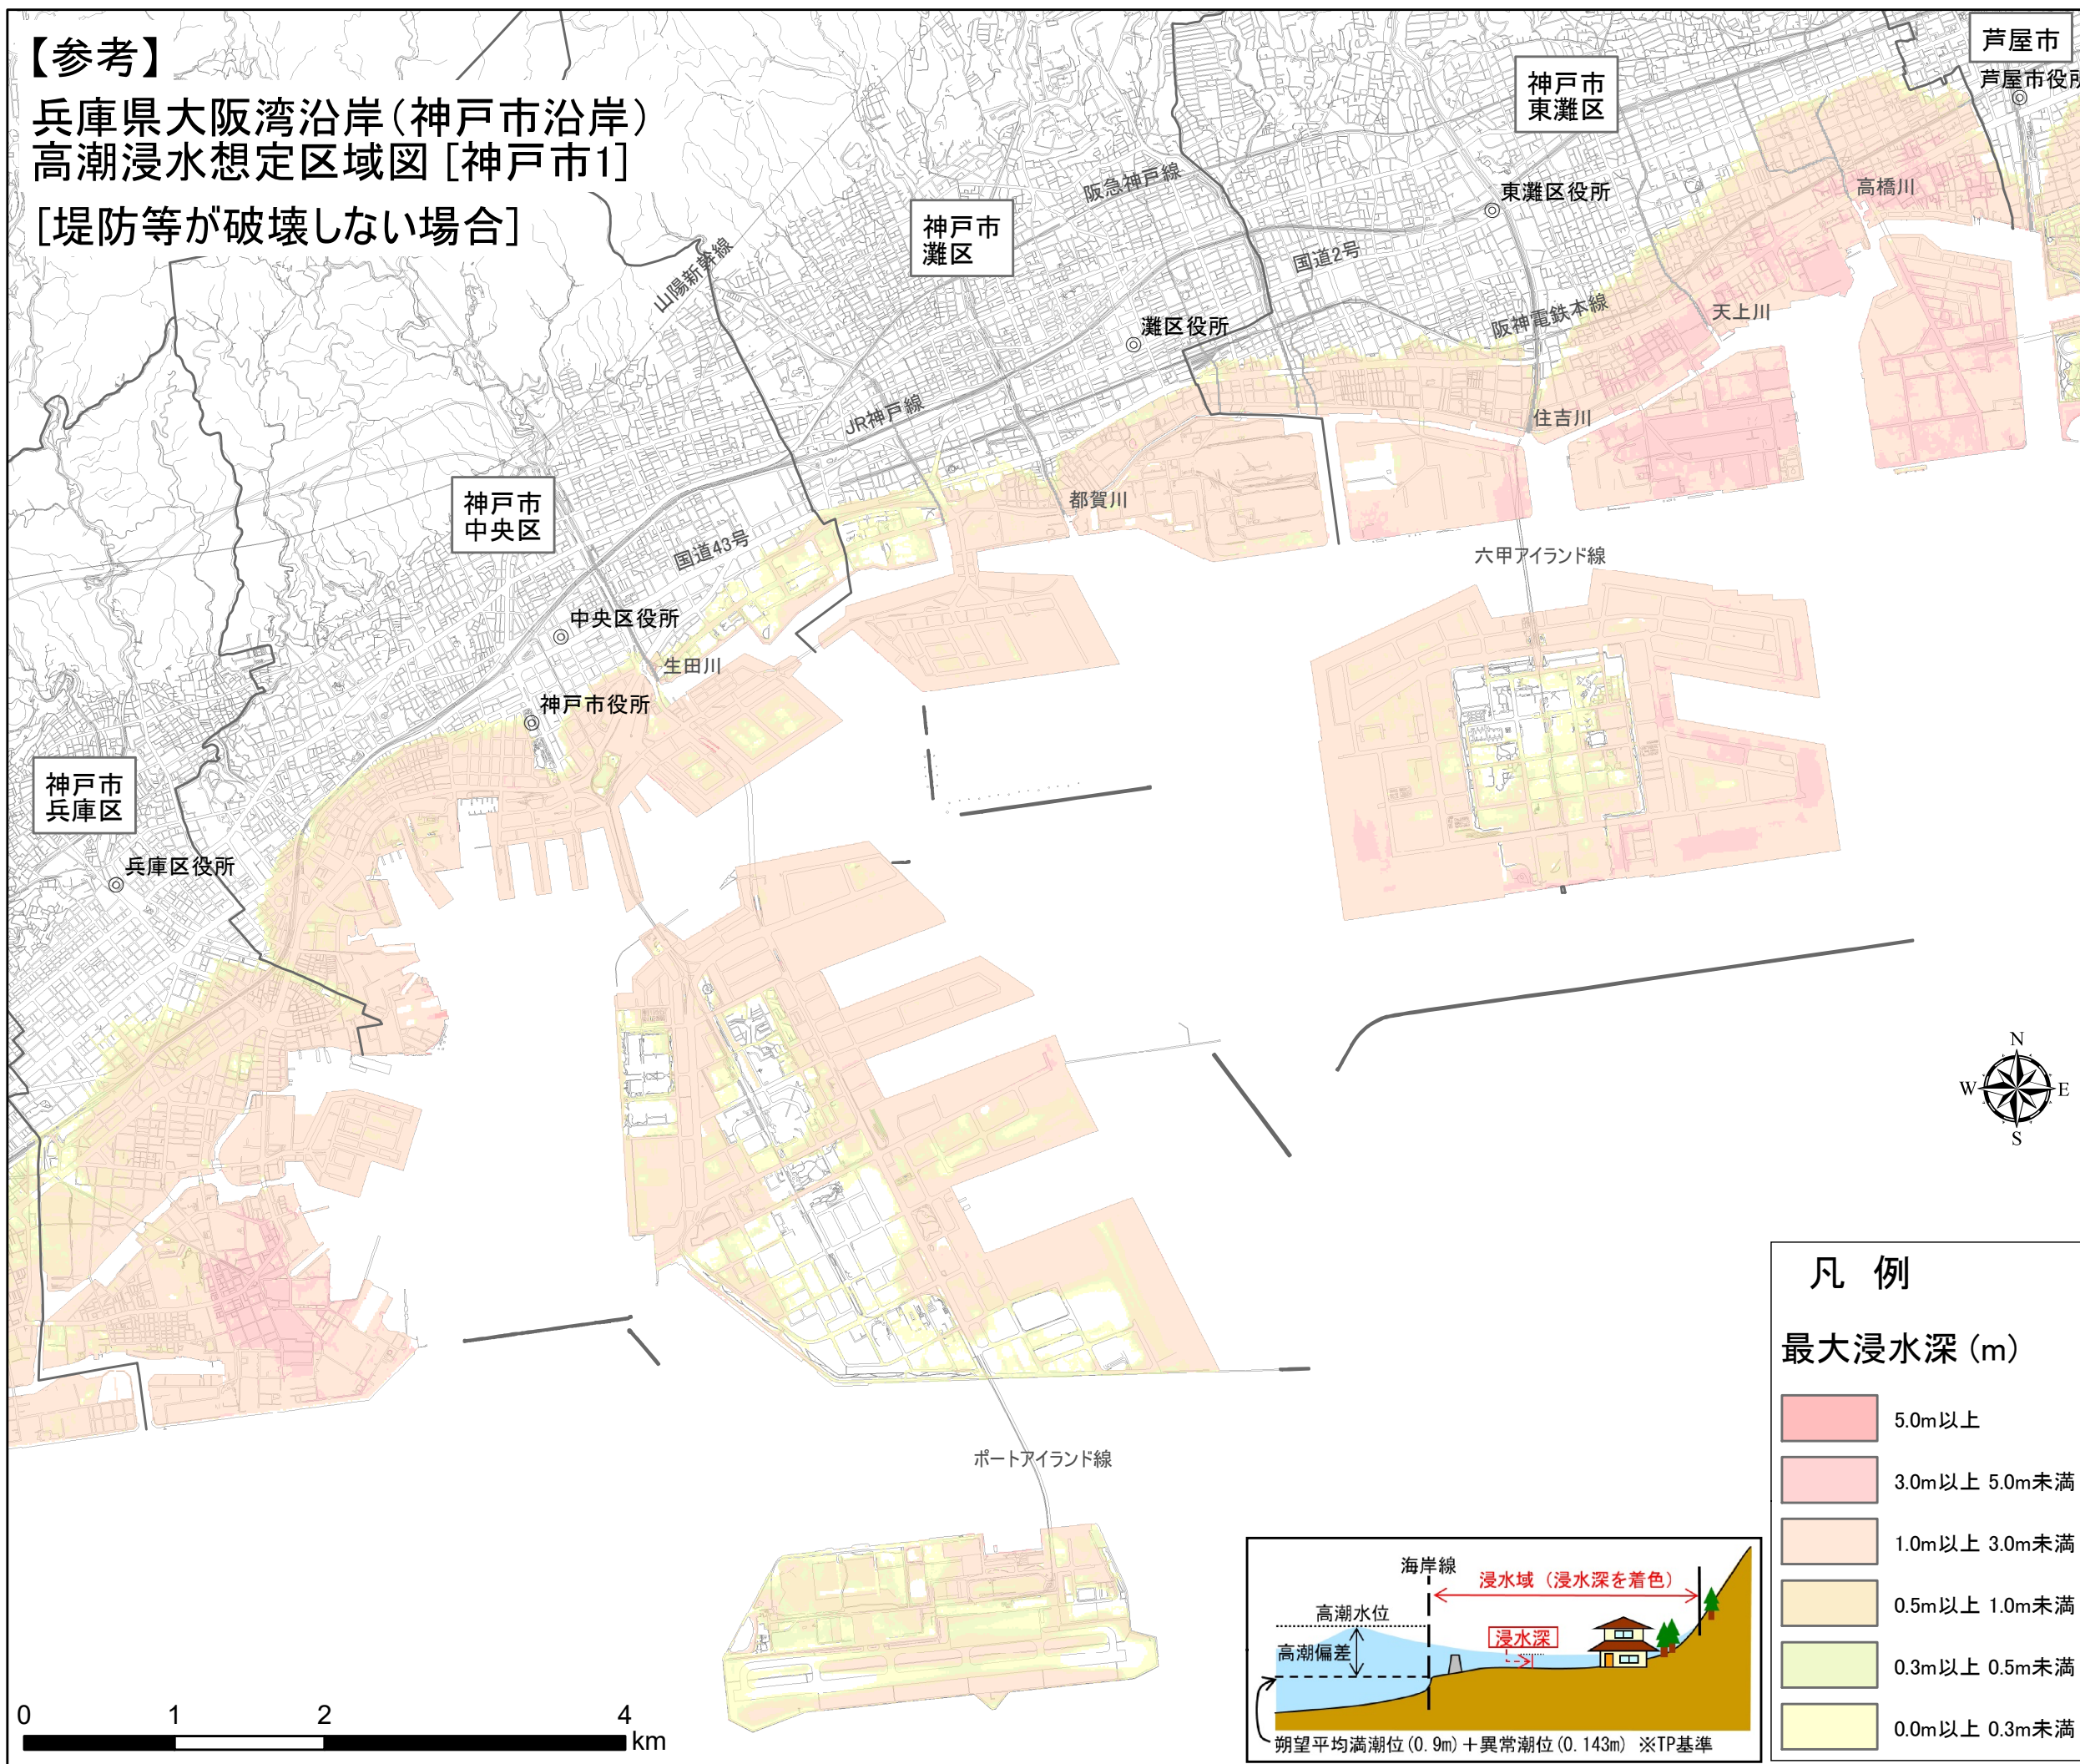 【参考】
兵庫県大阪湾沿岸(神戸市沿岸)
高潮浸水想定区域図 [神戸市1]
[堤防等が破壊しない場合]
芦屋市
芦屋市役所
神戸市
東灘区
高橋川
東灘区役所
阪急神戸線
神戸市
灘区
国道2号
山陽新幹線
天上川
阪神電鉄本線
灘区役所
JR神戸線
住吉川
神戸市
中央区
都賀川
国道43号
六甲アイランド線
中央区役所
生田川
神戸市役所
神戸市
兵庫区
兵庫区役所
N
W
E
S
ポートアイランド線
凡 例
最大浸水深(m)
5.0m以上
3.0m以上 5.0m未満
1.0m以上 3.0m未満
0.5m以上 1.0m未満
0.3m以上 0.5m未満
0.0m以上 0.3m未満
海岸線
浸水域(浸水深を着色)
高潮水位
高潮偏差
浸水深
朔望平均満潮位(0.9m)+異常潮位(0.143m) ※TP基準
0 1 2 4
km